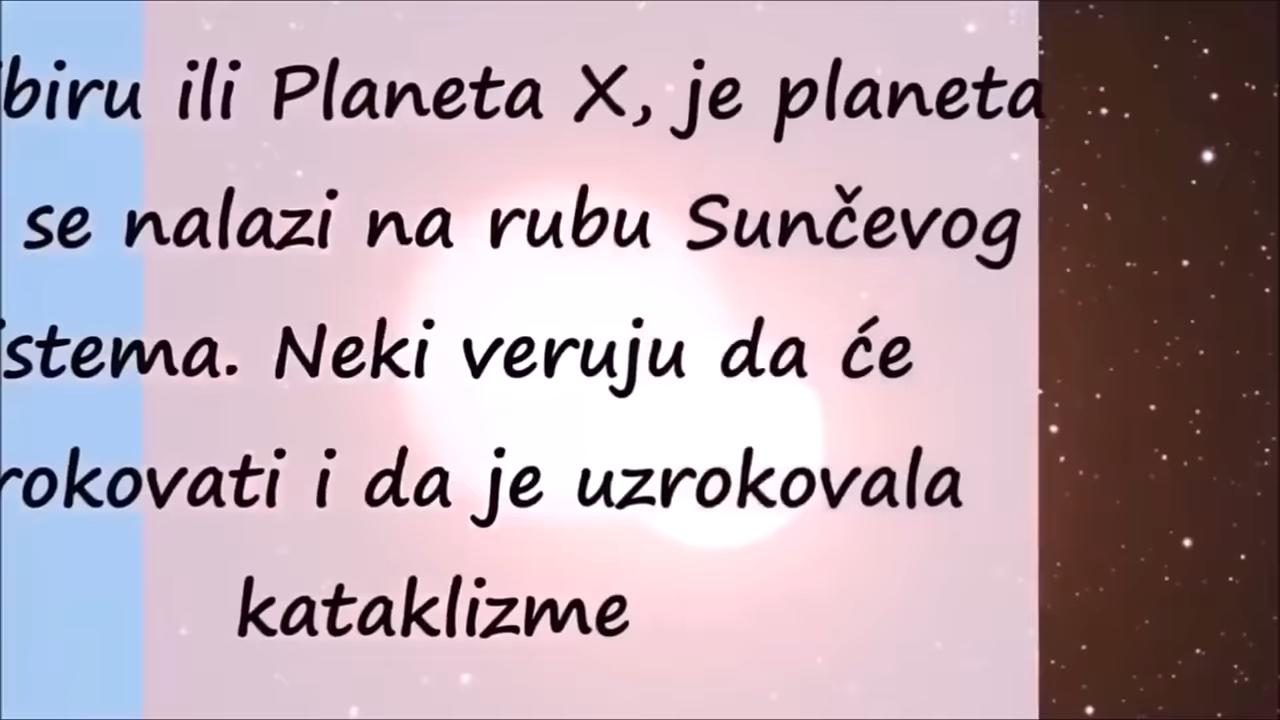 biru ili Planeta X, je planeta
se nalazi na rubu Sunčevog
stema. Neki veruju da će
rokovati i da je uzrokovala
kataklizme